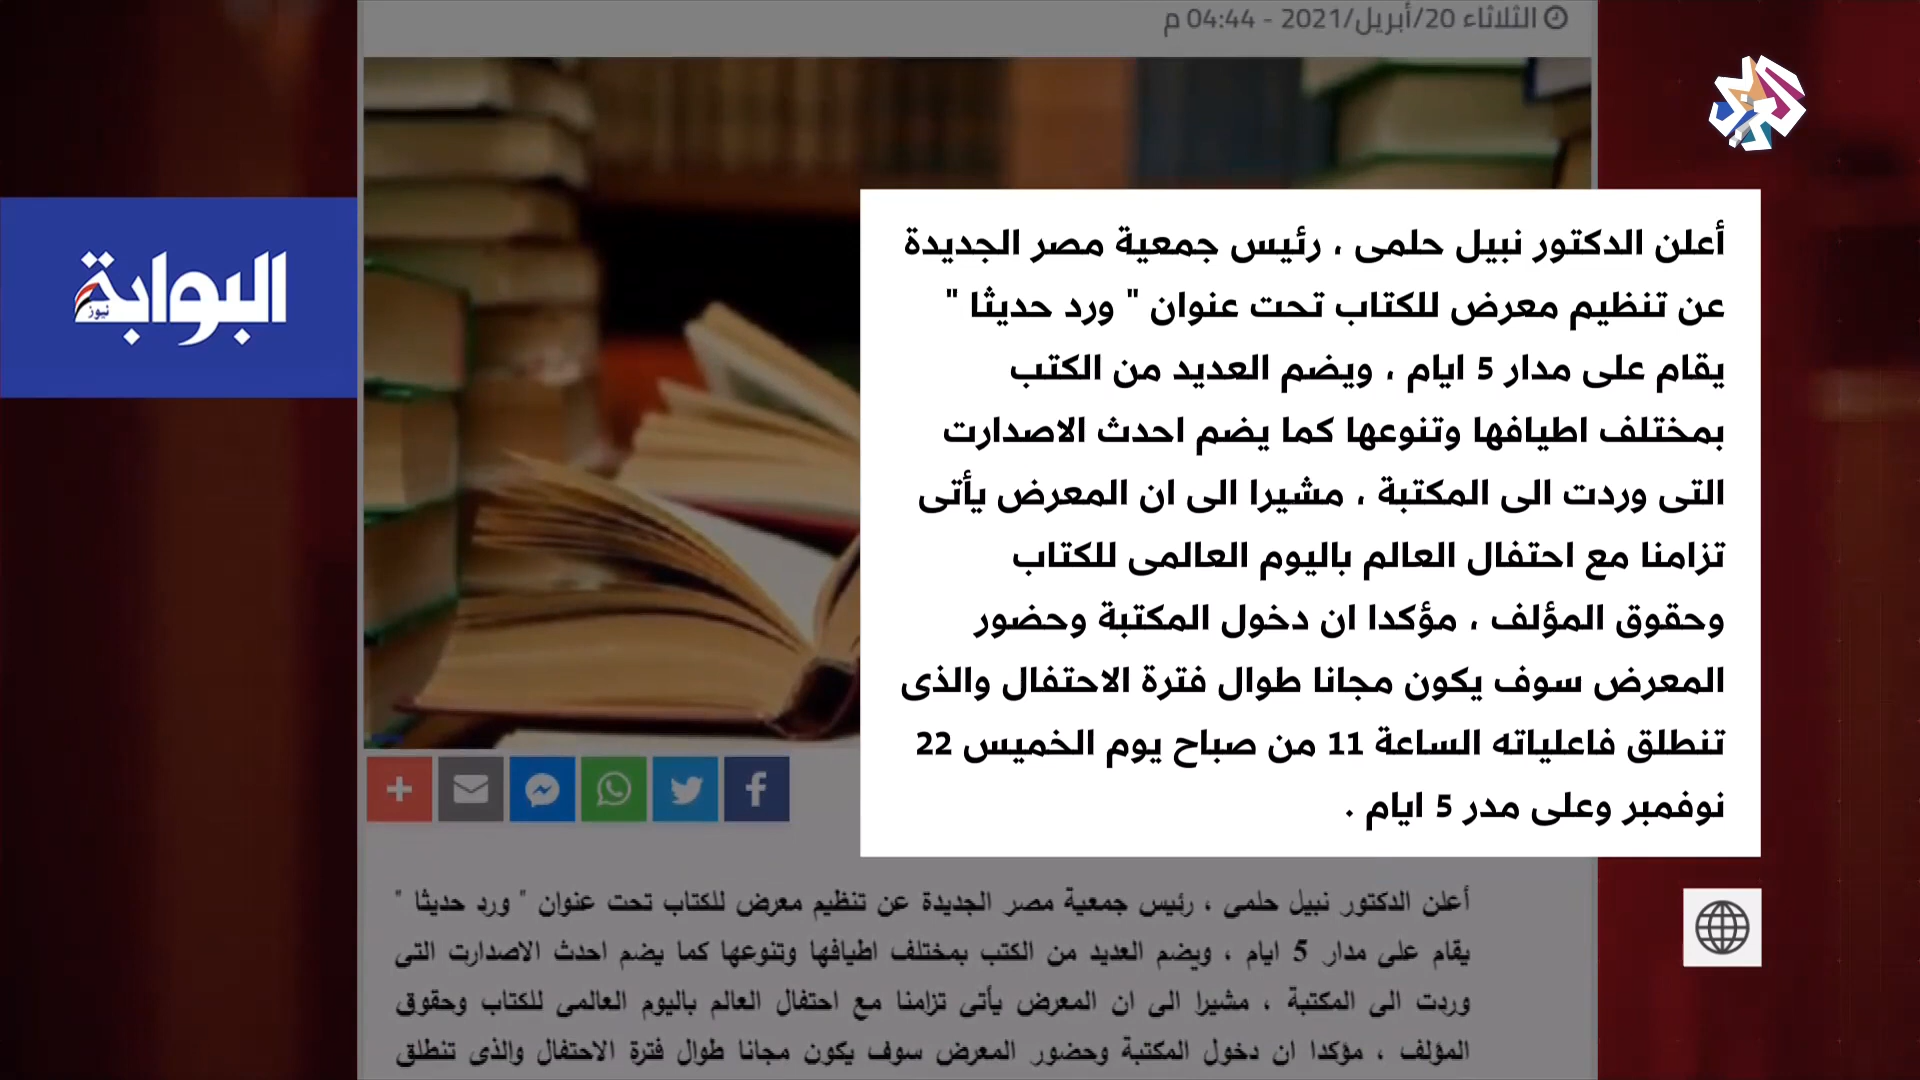 الثلاثاء 20/أبريل/2021 - 04:44 م
البوابة
نيوز
أعلن الدكتور نبيل حلمى ، رئيس جمعية مصر الجديدة
عن تنظيم معرض للكتاب تحت عنوان " ورد حديثا "
يقام على مدار 5 ايام ، ويضم العديد من الكتب
بمختلف اطيافها وتنوعها كما يضم احدث الاصدارت
التى وردت الى المكتبة ، مشيرا الى ان المعرض يأتى
تزامنا مع احتفال العالم باليوم العالمى للكتاب
وحقوق المؤلف ، مؤكدا ان دخول المكتبة وحضور
المعرض سوف يكون مجانا طوال فترة الاحتفال والذى
تنطلق فاعلياته الساعة 11 من صباح يوم الخميس 22
نوفمبر وعلى مدر 5 ايام .
أعلن الدكتور نبيل حلمى ، رئيس جمعية مصر الجديدة عن تنظيم معرض للكتاب تحت عنوان " ورد حديثا "
يقام على مدار 5 ايام ، ويضم العديد من الكتب بمختلف اطيافها وتنوعها كما يضم احدث الاصدارت التى
وردت الى المكتبة ، مشيرا الى ان المعرض يأتى تزامنا مع احتفال العالم باليوم العالمى للكتاب وحقوق
المؤلف ، مؤكدا ان دخول المكتبة وحضور المعرض سوف يكون مجانا طوال فترة الاحتفال والذى تنطلق